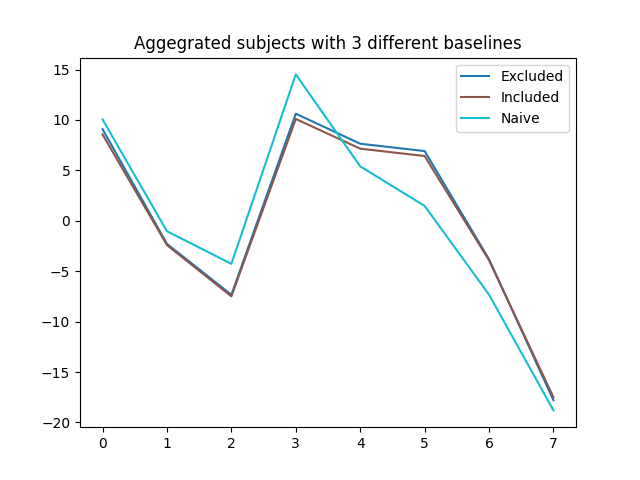 Aggegrated subjects with 3 different baselines
15
10
5
0
−5
−10
−15
−20
0 1 2 3 4 5 6 7
Excluded
Included
Naive